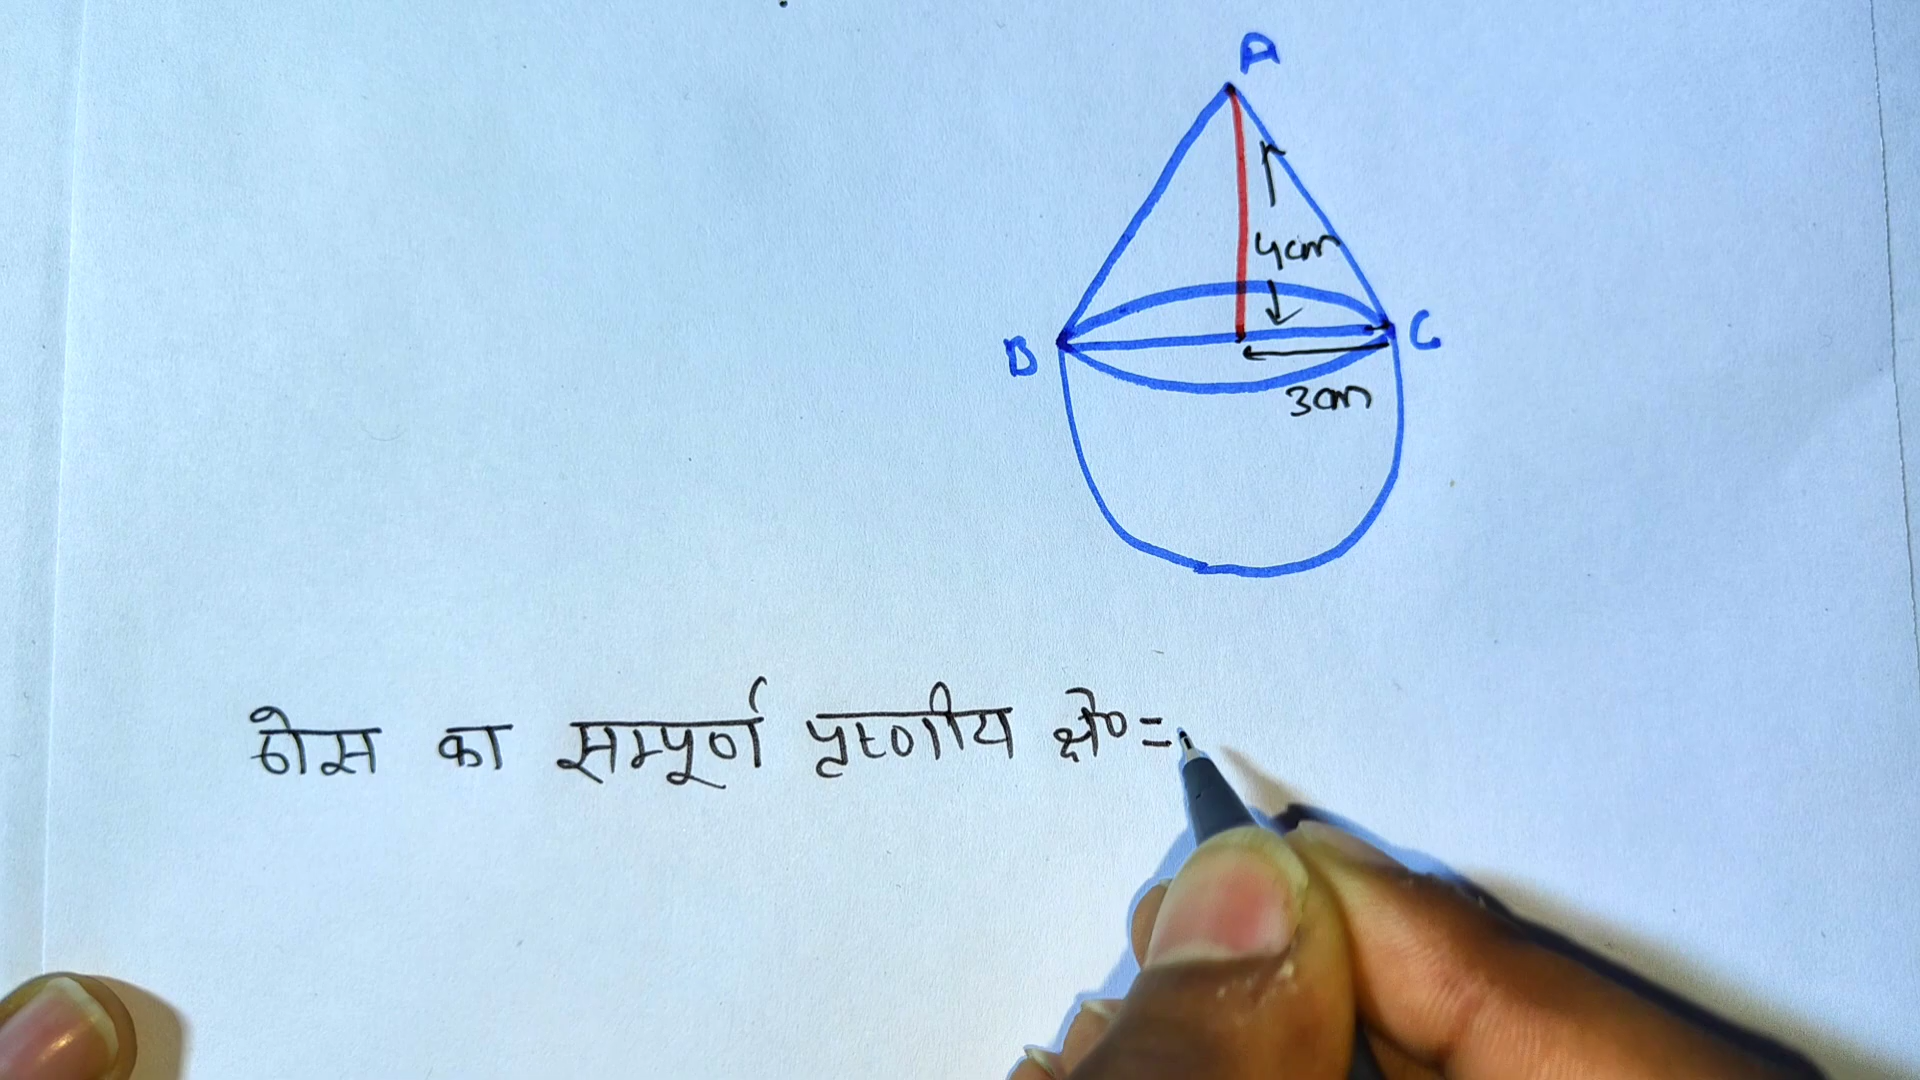 A
4cm
B
C
3cm
ठोस का सम्पूर्ण पृष्ठीय क्षे० =